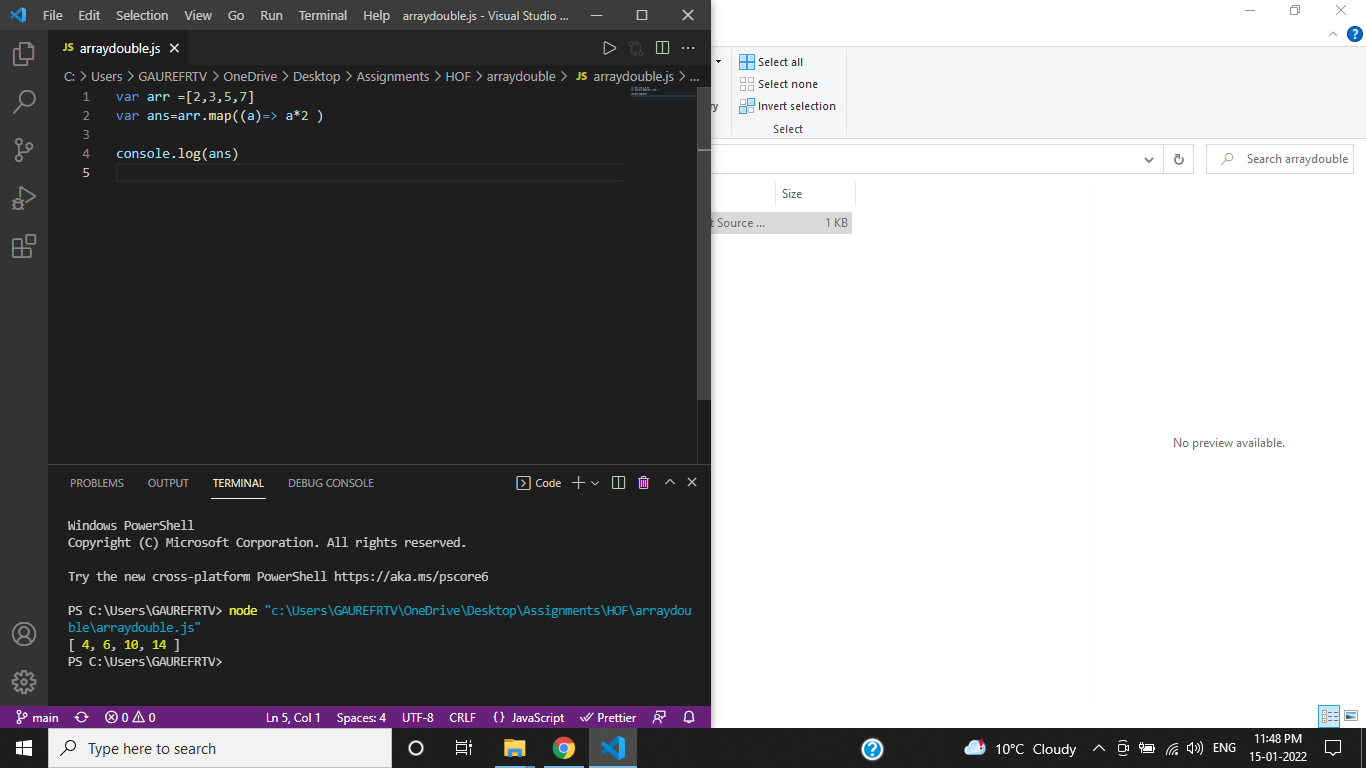 File Edit Selection View Go Run Terminal Help arraydouble.js - Visual Studio ...
JS arraydouble.js
C: > Users > GAUREFRTV > OneDrive > Desktop > Assignments > HOF > arraydouble > JS arraydouble.js > ...
1 var arr =[2,3,5,7]
2 var ans=arr.map((a)=> a*2 )
3
4 console.log(ans)
5
PROBLEMS OUTPUT TERMINAL DEBUG CONSOLE Code
Windows PowerShell
Copyright (C) Microsoft Corporation. All rights reserved.
Try the new cross-platform PowerShell https://aka.ms/pscore6
PS C:\Users\GAUREFRTV> node "c:\Users\GAUREFRTV\OneDrive\Desktop\Assignments\HOF\arraydou
ble\arraydouble.js"
[ 4, 6, 10, 14 ]
PS C:\Users\GAUREFRTV>
main 0 0 Ln 5, Col 1 Spaces: 4 UTF-8 CRLF {} JavaScript Prettier
Select all
Select none
Invert selection
Select
Search arraydouble
Size
t Source ... 1 KB
No preview available.
Type here to search
10°C Cloudy ENG 11:48 PM
15-01-2022